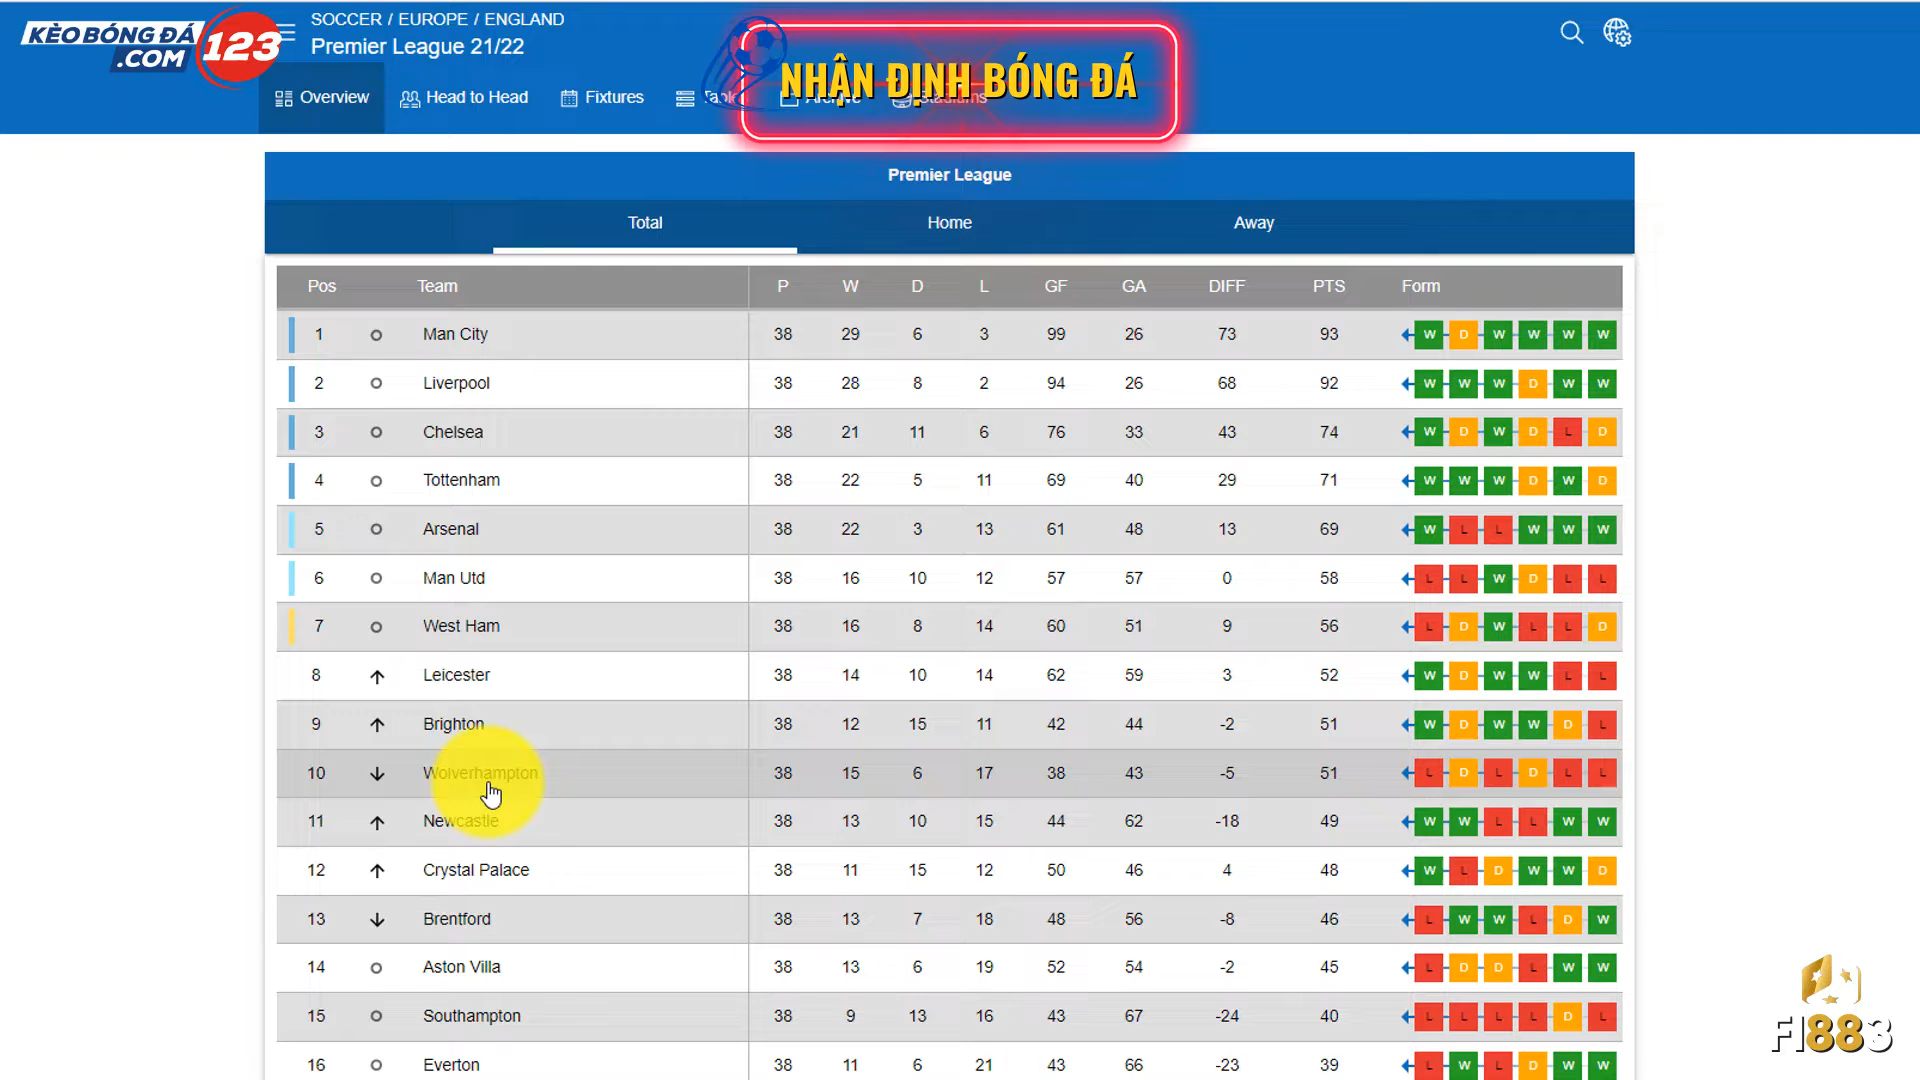 KÈO BÓNG ĐÁ
.COM
123
SOCCER / EUROPE / ENGLAND
Premier League 21/22
NHẬN ĐỊNH BÓNG ĐÁ
Overview Head to Head Fixtures Table Archive Stadiums
Premier League
Total Home Away
Pos Team P W D L GF GA DIFF PTS Form
1 Man City 38 29 6 3 99 26 73 93 W D W W W W
2 Liverpool 38 28 8 2 94 26 68 92 W W W D W W
3 Chelsea 38 21 11 6 76 33 43 74 W D W D L D
4 Tottenham 38 22 5 11 69 40 29 71 W W W D W D
5 Arsenal 38 22 3 13 61 48 13 69 W L L W W W
6 Man Utd 38 16 10 12 57 57 0 58 L L W D L L
7 West Ham 38 16 8 14 60 51 9 56 L D W L L D
8 Leicester 38 14 10 14 62 59 3 52 W D W W L L
9 Brighton 38 12 15 11 42 44 -2 51 W D W W D L
10 Wolverhampton 38 15 6 17 38 43 -5 51 L D L D L L
11 Newcastle 38 13 10 15 44 62 -18 49 W W L L W W
12 Crystal Palace 38 11 15 12 50 46 4 48 W L D W W D
13 Brentford 38 13 7 18 48 56 -8 46 L W W L D W
14 Aston Villa 38 13 6 19 52 54 -2 45 L D D L W W
15 Southampton 38 9 13 16 43 67 -24 40 L L L L D L
16 Everton 38 11 6 21 43 66 -23 39 L W L D W W
FI883